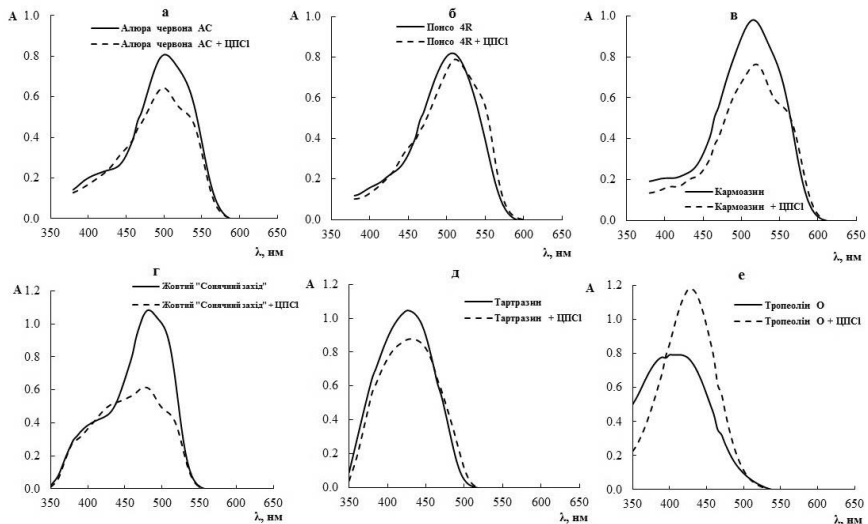 а
А
1.0
0.8
0.6
0.4
0.2
0.0
350 400 450 500 550 600 650
λ, нм
Алюра червона АС
Алюра червона АС + ЦПСl
б
А
1.0
0.8
0.6
0.4
0.2
0.0
350 400 450 500 550 600 650
λ, нм
Понсо 4R
Понсо 4R + ЦПСl
в
А
1.0
0.8
0.6
0.4
0.2
0.0
350 400 450 500 550 600 650
λ, нм
Кармоазин
Кармоазин + ЦПСl
г
А
1.2
1.0
0.8
0.6
0.4
0.2
0.0
350 400 450 500 550 600 650
λ, нм
Жовтий "Сонячний захід"
Жовтий "Сонячний захід" + ЦПСl
д
А
1.2
1.0
0.8
0.6
0.4
0.2
0.0
350 400 450 500 550 600 650
λ, нм
Тартразин
Тартразин + ЦПСl
е
А
1.2
1.0
0.8
0.6
0.4
0.2
0.0
350 400 450 500 550 600 650
λ, нм
Тропеолін О
Тропеолін О + ЦПСl